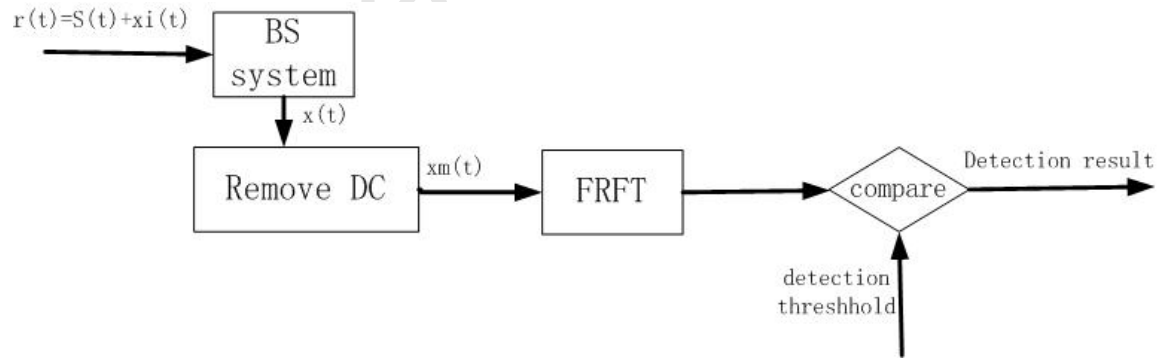 r(t)=S(t)+xi(t)
BS
system
x(t)
Remove DC
xm(t)
FRFT
compare
Detection result
detection
threshhold